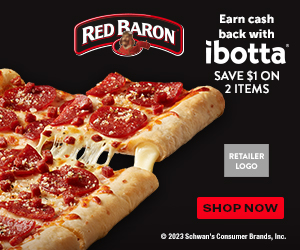 RED BARON
Earn cash
back with
ibotta
SAVE $1 ON
2 ITEMS
RETAILER
LOGO
SHOP NOW
© 2023 Schwan's Consumer Brands, Inc.